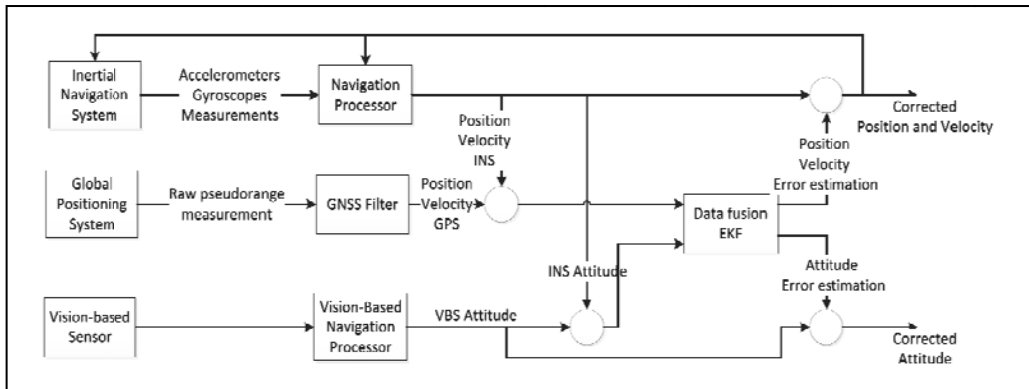 Inertial
Navigation
System
Accelerometers
Gyroscopes
Measurements
Navigation
Processor
Corrected
Position and Velocity
Position
Velocity
INS
Position
Velocity
Error estimation
Global
Positioning
System
Raw pseudorange
measurement
GNSS Filter
Position
Velocity
GPS
Data fusion
EKF
INS Attitude
Attitude
Error estimation
Vision-based
Sensor
Vision-Based
Navigation
Processor
VBS Attitude
Corrected
Attitude